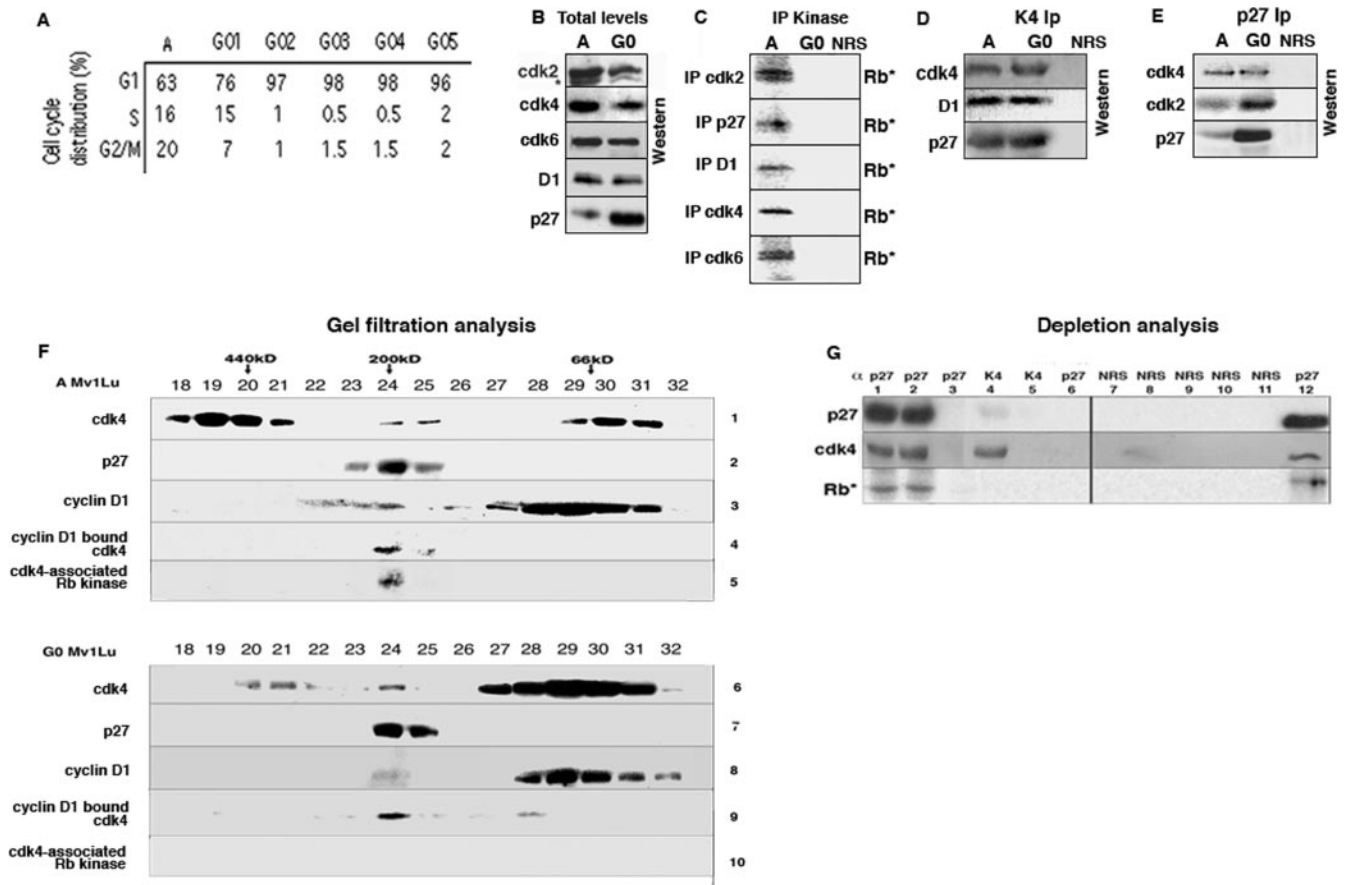 A
A G01 G02 G03 G04 G05
Cell cycle
distribution (%)
G1 63 76 97 98 98 96
S 16 15 1 0.5 0.5 2
G2/M 20 7 1 1.5 1.5 2
B Total levels
A G0
cdk2
*
cdk4
cdk6
D1
p27
Western
C IP Kinase
A G0 NRS
IP cdk2 Rb*
IP p27 Rb*
IP D1 Rb*
IP cdk4 Rb*
IP cdk6 Rb*
D K4 Ip
A G0 NRS
cdk4
D1
p27
Western
E p27 Ip
A G0 NRS
cdk4
cdk2
p27
Western
Gel filtration analysis
F
440kD 200kD 66kD
A Mv1Lu 18 19 20 21 22 23 24 25 26 27 28 29 30 31 32
cdk4 1
p27 2
cyclin D1 3
cyclin D1 bound
cdk4 4
cdk4-associated
Rb kinase 5
G0 Mv1Lu 18 19 20 21 22 23 24 25 26 27 28 29 30 31 32
cdk4 6
p27 7
cyclin D1 8
cyclin D1 bound
cdk4 9
cdk4-associated
Rb kinase 10
Depletion analysis
G
α p27 p27 p27 K4 K4 p27 NRS NRS NRS NRS NRS p27
1 2 3 4 5 6 7 8 9 10 11 12
p27
cdk4
Rb*